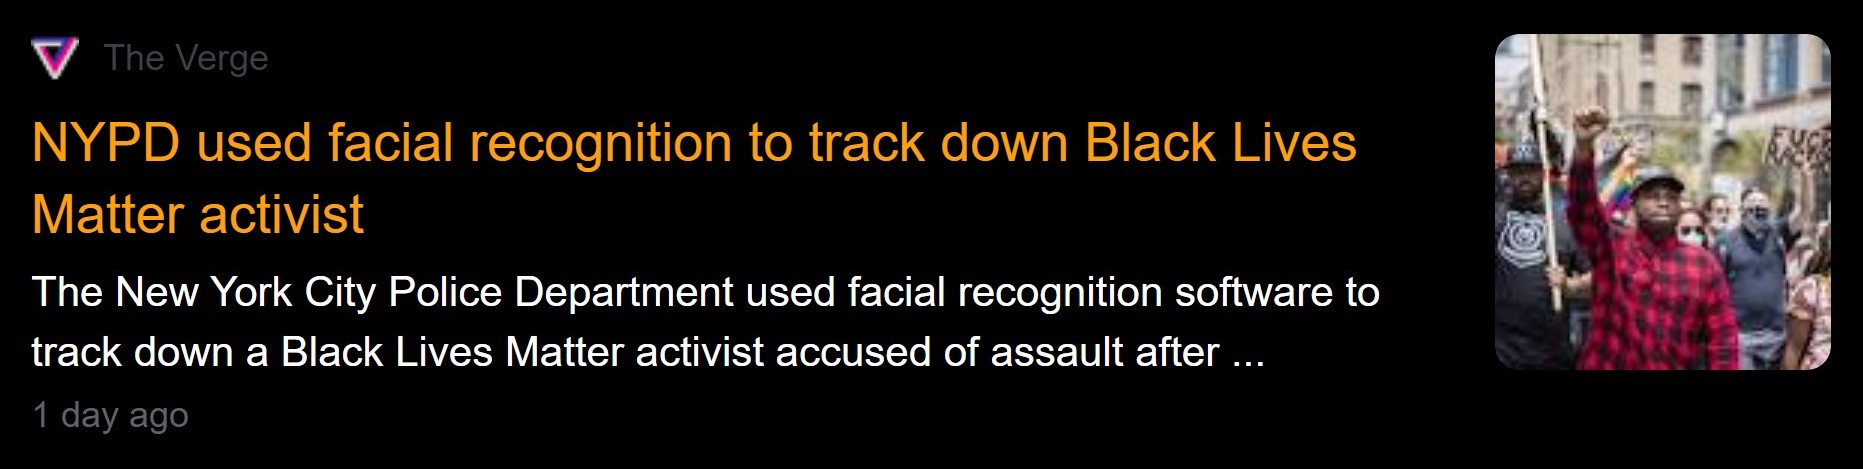 The Verge
NYPD used facial recognition to track down Black Lives
Matter activist
The New York City Police Department used facial recognition software to
track down a Black Lives Matter activist accused of assault after ...
1 day ago